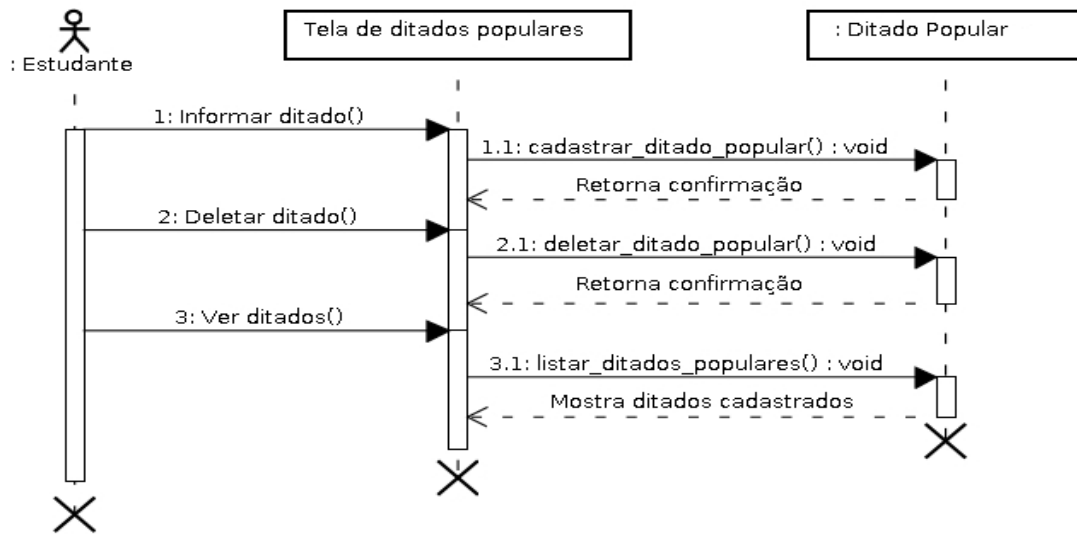 : Estudante
Tela de ditados populares
: Ditado Popular
1: Informar ditado()
1.1: cadastrar_ditado_popular() : void
Retorna confirmação
2: Deletar ditado()
2.1: deletar_ditado_popular() : void
Retorna confirmação
3: Ver ditados()
3.1: listar_ditados_populares() : void
Mostra ditados cadastrados